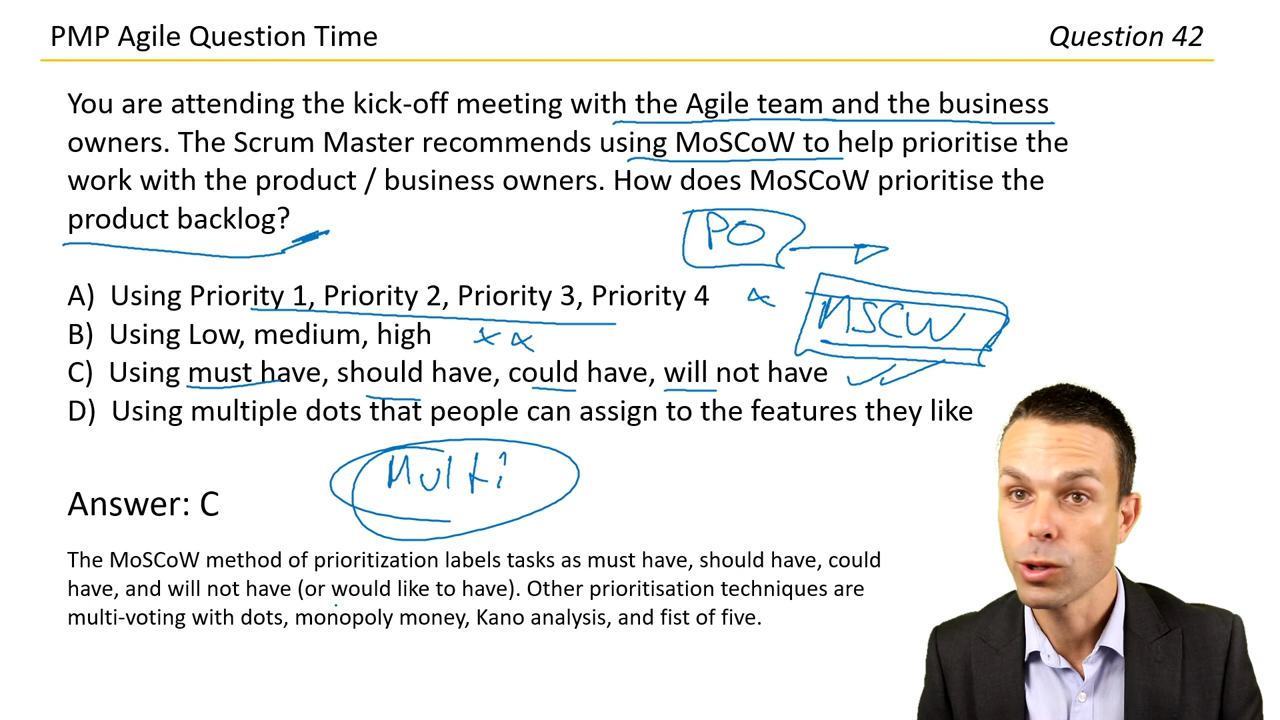 PMP Agile Question Time
Question 42
You are attending the kick-off meeting with the Agile team and the business
owners. The Scrum Master recommends using MoSCoW to help prioritise the
work with the product / business owners. How does MoSCoW prioritise the
product backlog?
PO
A) Using Priority 1, Priority 2, Priority 3, Priority 4
MSCW
B) Using Low, medium, high
C) Using must have, should have, could have, will not have
D) Using multiple dots that people can assign to the features they like
Multi
Answer: C
The MoSCoW method of prioritization labels tasks as must have, should have, could
have, and will not have (or would like to have). Other prioritisation techniques are
multi-voting with dots, monopoly money, Kano analysis, and fist of five.